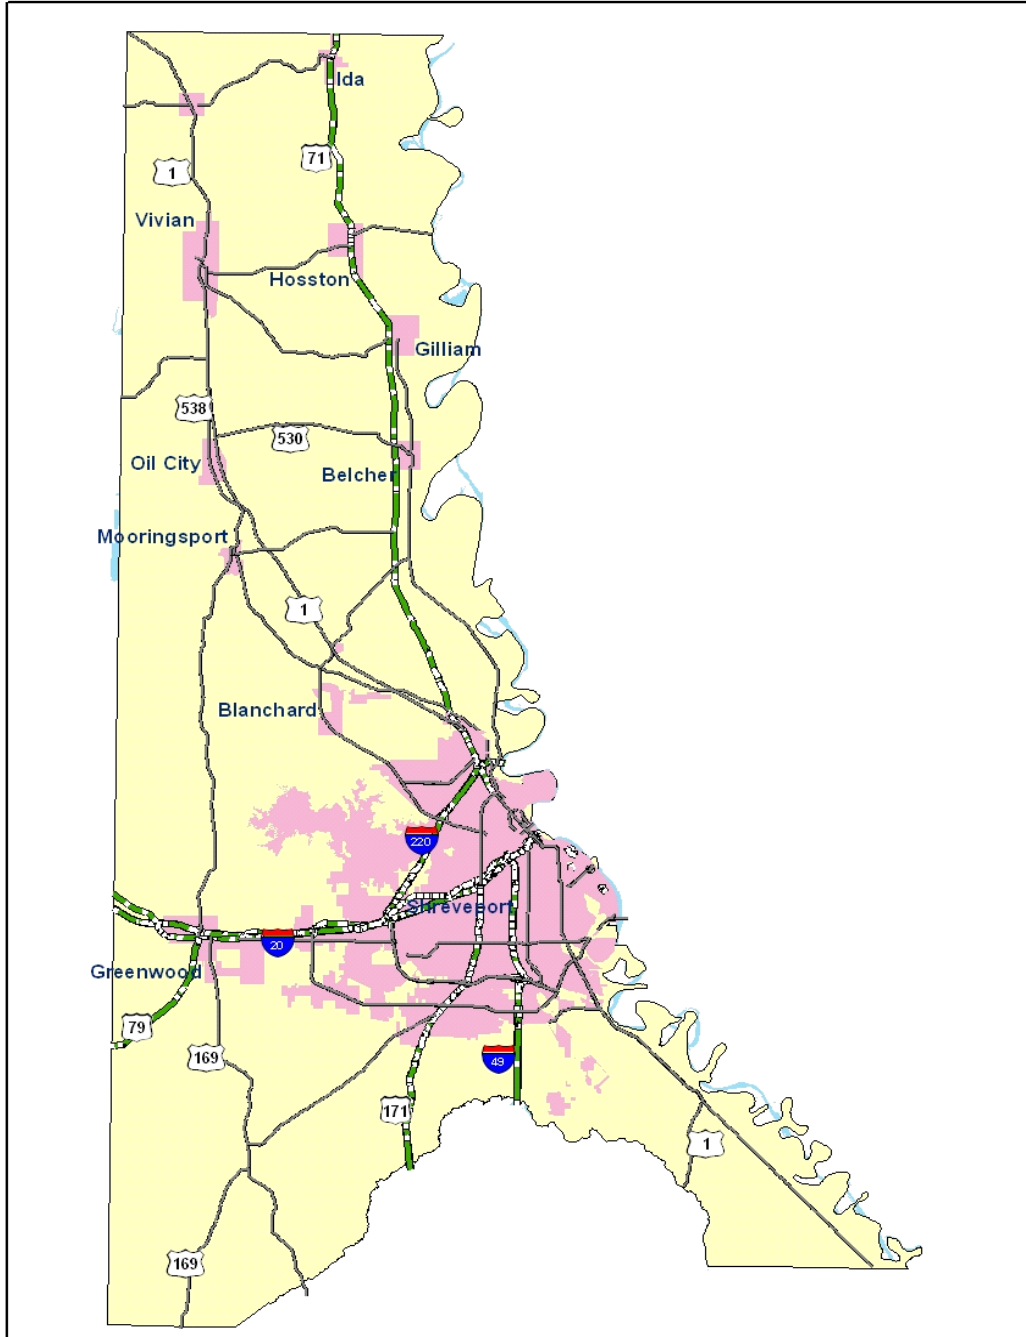 Ida
71
1
Vivian
Hosston
Gilliam
538
530
Oil City
Belcher
Mooringsport
1
Blanchard
220
Shreveport
20
Greenwood
79
169
49
171
1
169